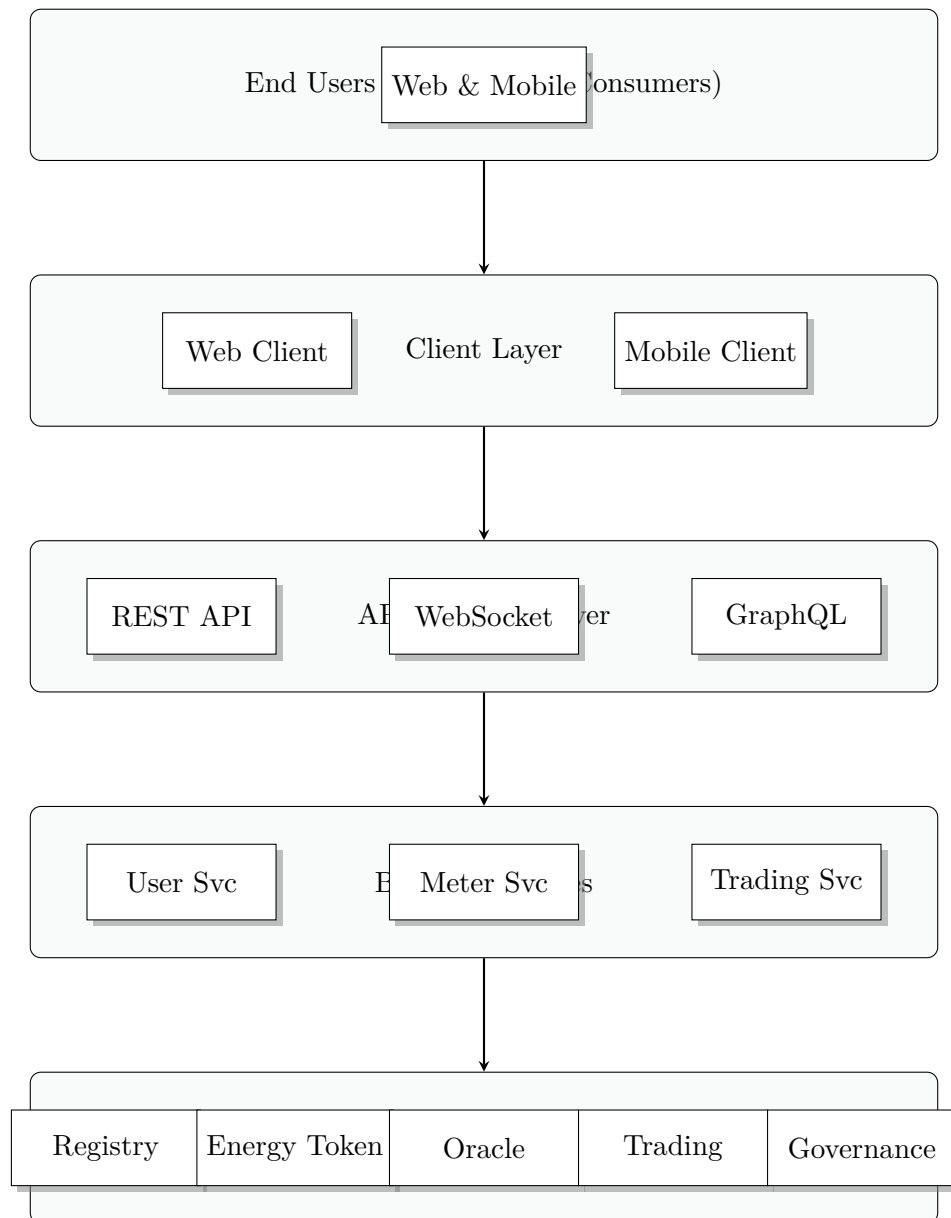 End Users Web & Mobile onsumers)
Web Client Client Layer Mobile Client
REST API WebSocket GraphQL
User Svc Meter Svc Trading Svc
Registry Energy Token Oracle Trading Governance